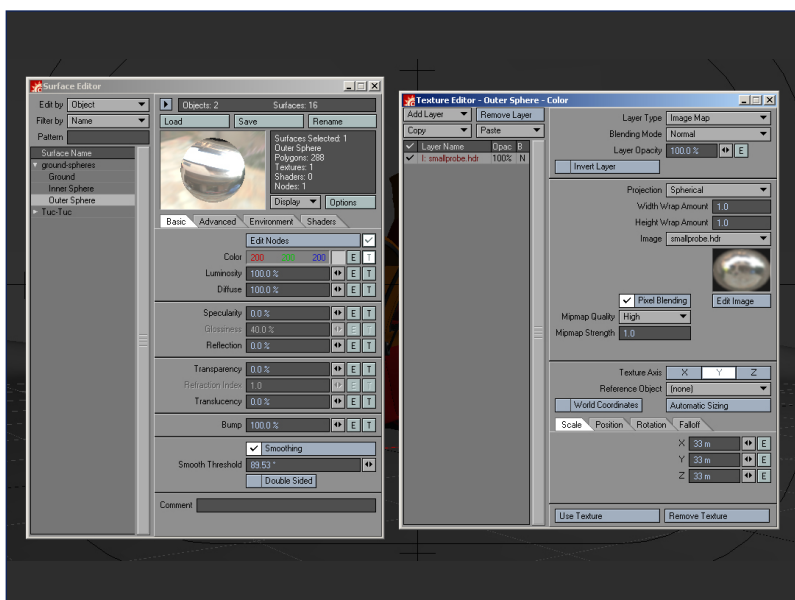 Surface Editor
Edit by Object
Filter by Name
Pattern
Surface Name
ground-spheres
Ground
Inner Sphere
Outer Sphere
Tuc-Tuc
Objects: 2 Surfaces: 16
Load Save Rename
Surfaces Selected: 1
Outer Sphere
Polygons: 288
Textures: 1
Shaders: 0
Nodes: 1
Display Options
Basic Advanced Environment Shaders
Edit Nodes
Color 200 200 200 E T
Luminosity 100.0 % E T
Diffuse 100.0 % E T
Specularity 0.0 % E T
Glossiness 40.0 % E T
Reflection 0.0 % E T
Transparency 0.0 % E T
Refraction Index 1.0 E T
Translucency 0.0 % E T
Bump 100.0 % E T
Smoothing
Smooth Threshold 89.53 °
Double Sided
Comment
Texture Editor - Outer Sphere - Color
Add Layer Remove Layer
Copy Paste
Layer Name Opac B
I: smallprobe.hdr 100% N
Layer Type Image Map
Blending Mode Normal
Layer Opacity 100.0 % E
Invert Layer
Projection Spherical
Width Wrap Amount 1.0
Height Wrap Amount 1.0
Image smallprobe.hdr
Pixel Blending Edit Image
Mipmap Quality High
Mipmap Strength 1.0
Texture Axis X Y Z
Reference Object (none)
World Coordinates Automatic Sizing
Scale Position Rotation Falloff
X 33 m E
Y 33 m E
Z 33 m E
Use Texture Remove Texture